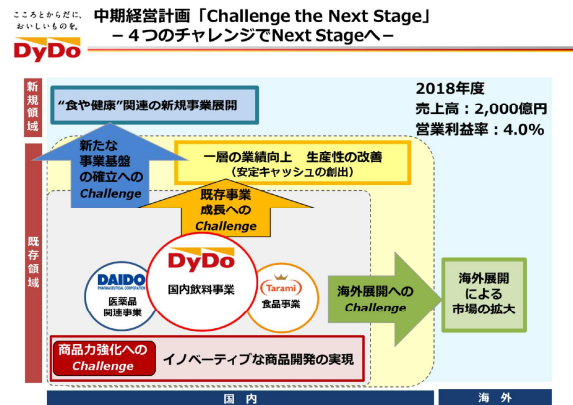 こころとからだに、
おいしいものを。
DyDo
中期経営計画「Challenge the Next Stage」
－４つのチャレンジでNext Stageへ－
新規領域
“食や健康”関連の新規事業展開
2018年度
売上高：2,000億円
営業利益率：4.0%
新たな
事業基盤
の確立への
Challenge
一層の業績向上　生産性の改善
（安定キャッシュの創出）
既存事業
成長への
Challenge
既存領域
DyDo
国内飲料事業
DAIDO
PHARMACEUTICAL CORPORATION
医薬品
関連事業
Tarami
食品事業
海外展開への
Challenge
海外展開
による
市場の拡大
商品力強化への
Challenge
イノベーティブな商品開発の実現
国 内
海 外